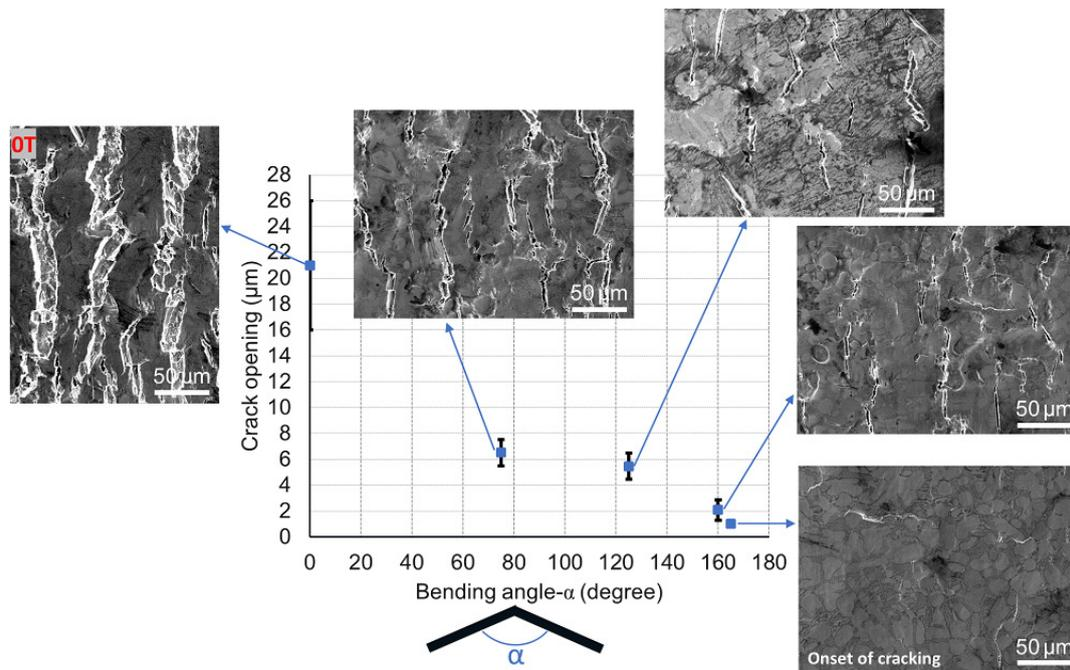 0T
50 µm
50 µm
50 µm
50 µm
50 µm
Onset of cracking
Crack opening (µm)
28
26
24
22
20
18
16
14
12
10
8
6
4
2
0
0 20 40 60 80 100 120 140 160 180
Bending angle-α (degree)
α